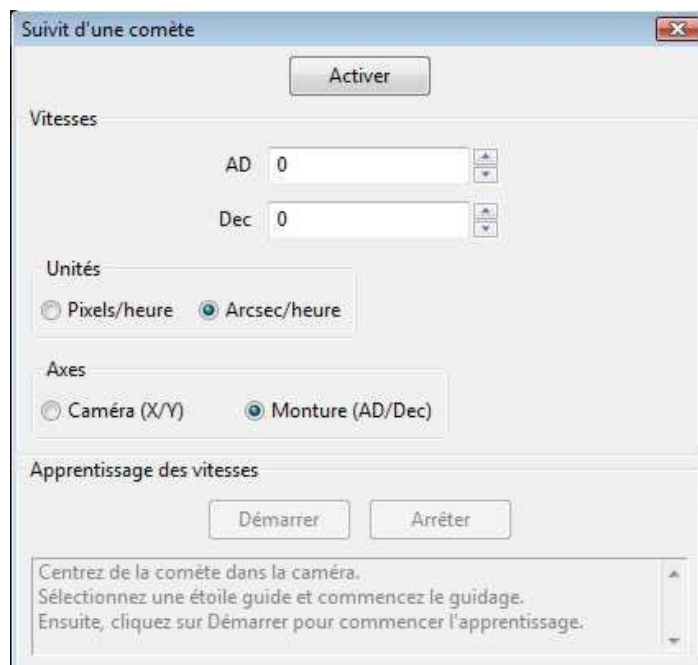 Suivit d'une comète
Activer
Vitesses
AD 0
Dec 0
Unités
Pixels/heure Arcsec/heure
Axes
Caméra (X/Y) Monture (AD/Dec)
Apprentissage des vitesses
Démarrer Arrêter
Centrez de la comète dans la caméra.
Sélectionnez une étoile guide et commencez le guidage.
Ensuite, cliquez sur Démarrer pour commencer l'apprentissage.